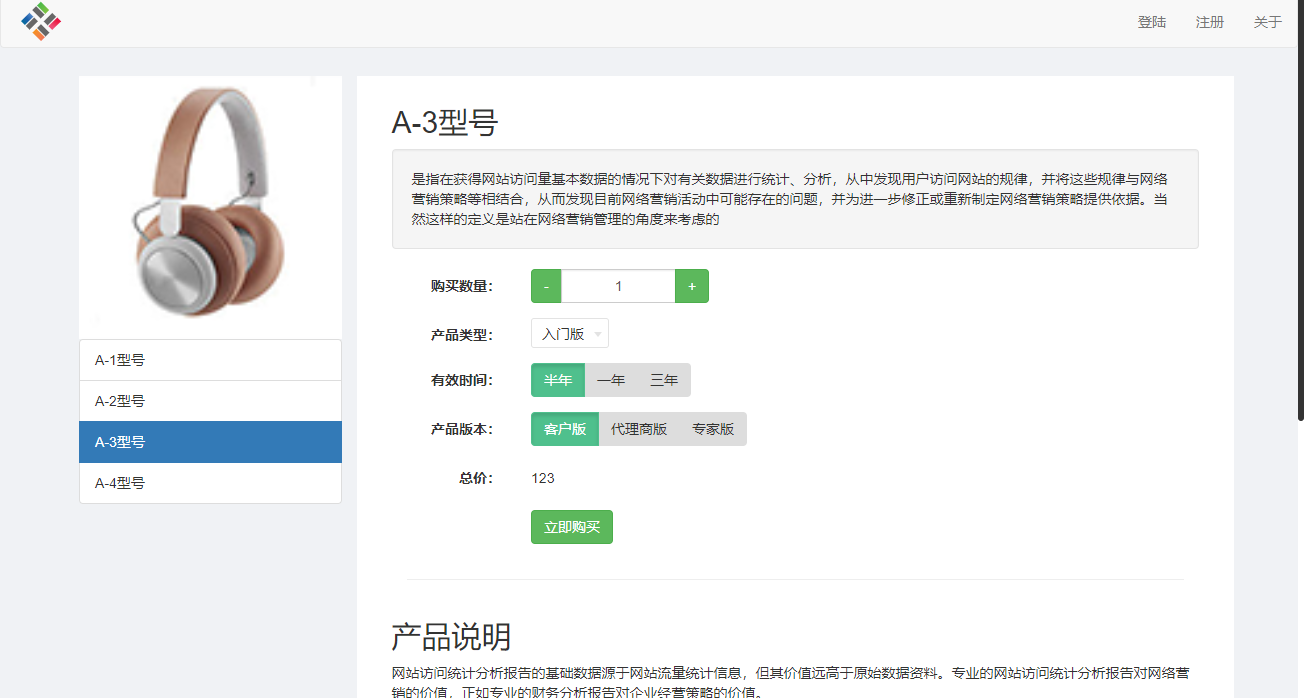 登陆 注册 关于
A-1型号
A-2型号
A-3型号
A-4型号
A-3型号
是指在获得网站访问量基本数据的情况下对有关数据进行统计、分析，从中发现用户访问网站的规律，并将这些规律与网络
营销策略等相结合，从而发现目前网络营销活动中可能存在的问题，并为进一步修正或重新制定网络营销策略提供依据。当
然这样的定义是站在网络营销管理的角度来考虑的
购买数量： - 1 +
产品类型： 入门版
有效时间： 半年 一年 三年
产品版本： 客户版 代理商版 专家版
总价： 123
立即购买
产品说明
网站访问统计分析报告的基础数据源于网站流量统计信息，但其价值远高于原始数据资料。专业的网站访问统计分析报告对网络营
销的价值，正如专业的财务分析报告对企业经营策略的价值。